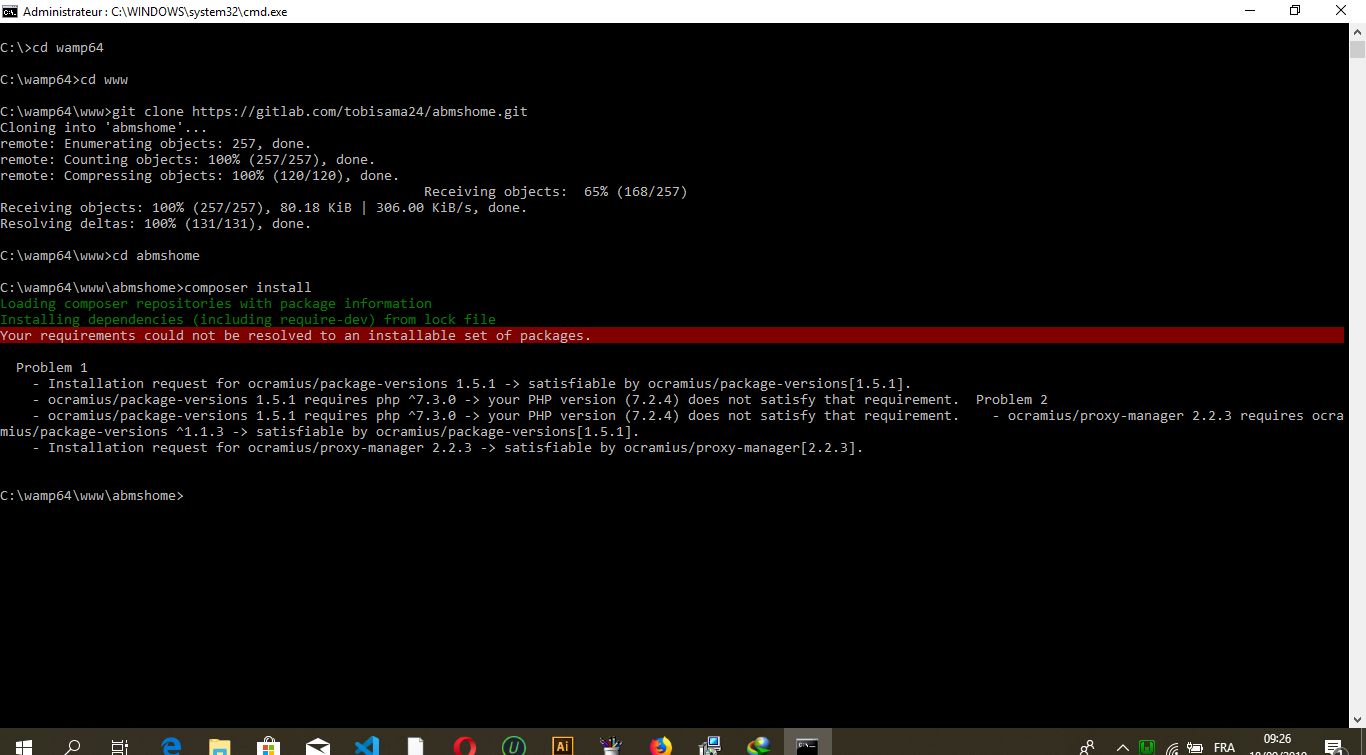 Administrateur : C:\WINDOWS\system32\cmd.exe
C:\>cd wamp64
C:\wamp64>cd www
C:\wamp64\www>git clone https://gitlab.com/tobisama24/abmshome.git
Cloning into 'abmshome'...
remote: Enumerating objects: 257, done.
remote: Counting objects: 100% (257/257), done.
remote: Compressing objects: 100% (120/120), done.
Receiving objects:  65% (168/257)
Receiving objects: 100% (257/257), 80.18 KiB | 306.00 KiB/s, done.
Resolving deltas: 100% (131/131), done.
C:\wamp64\www>cd abmshome
C:\wamp64\www\abmshome>composer install
Loading composer repositories with package information
Installing dependencies (including require-dev) from lock file
Your requirements could not be resolved to an installable set of packages.
Problem 1
- Installation request for ocramius/package-versions 1.5.1 -> satisfiable by ocramius/package-versions[1.5.1].
- ocramius/package-versions 1.5.1 requires php ^7.3.0 -> your PHP version (7.2.4) does not satisfy that requirement.  Problem 2
- ocramius/package-versions 1.5.1 requires php ^7.3.0 -> your PHP version (7.2.4) does not satisfy that requirement.    - ocramius/proxy-manager 2.2.3 requires ocra
mius/package-versions ^1.1.3 -> satisfiable by ocramius/package-versions[1.5.1].
- Installation request for ocramius/proxy-manager 2.2.3 -> satisfiable by ocramius/proxy-manager[2.2.3].
C:\wamp64\www\abmshome>
Ai
FRA
09:26